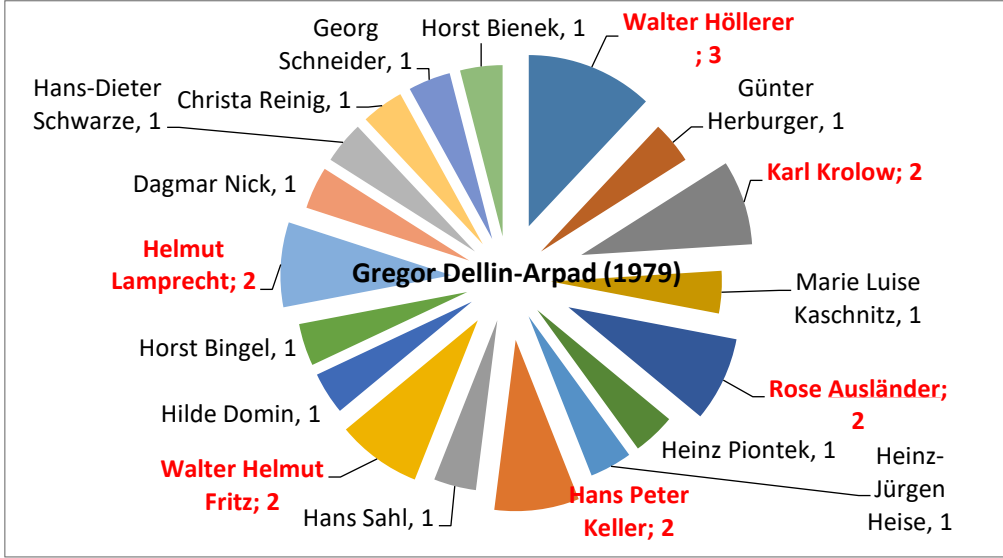 Walter Höllerer
; 3
Günter
Herburger, 1
Karl Krolow; 2
Marie Luise
Kaschnitz, 1
Rose Ausländer;
2
Heinz Piontek, 1
Heinz-
Jürgen
Heise, 1
Hans Peter
Keller; 2
Hans Sahl, 1
Walter Helmut
Fritz; 2
Hilde Domin, 1
Horst Bingel, 1
Helmut
Lamprecht; 2
Dagmar Nick, 1
Hans-Dieter
Schwarze, 1
Christa Reinig, 1
Georg
Schneider, 1
Horst Bienek, 1
Gregor Dellin-Arpad (1979)